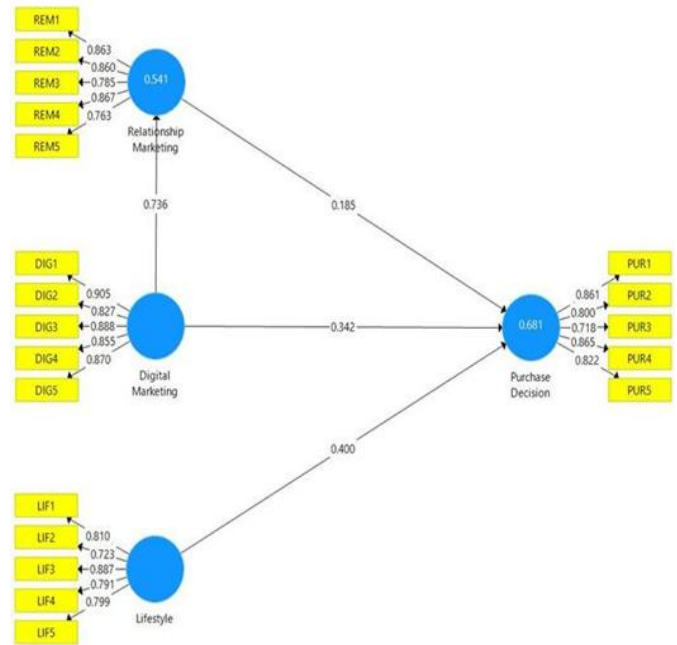 REM1
REM2
REM3
REM4
REM5
0.863
0.860
0.785
0.867
0.763
0.541
Relationship
Marketing
0.736
0.185
DIG1
DIG2
DIG3
DIG4
DIG5
0.905
0.827
0.888
0.855
0.870
Digital
Marketing
0.342
0.681
Purchase
Decision
0.861
0.800
0.718
0.865
0.822
PUR1
PUR2
PUR3
PUR4
PUR5
0.400
LIF1
LIF2
LIF3
LIF4
LIF5
0.810
0.723
0.887
0.791
0.799
Lifestyle